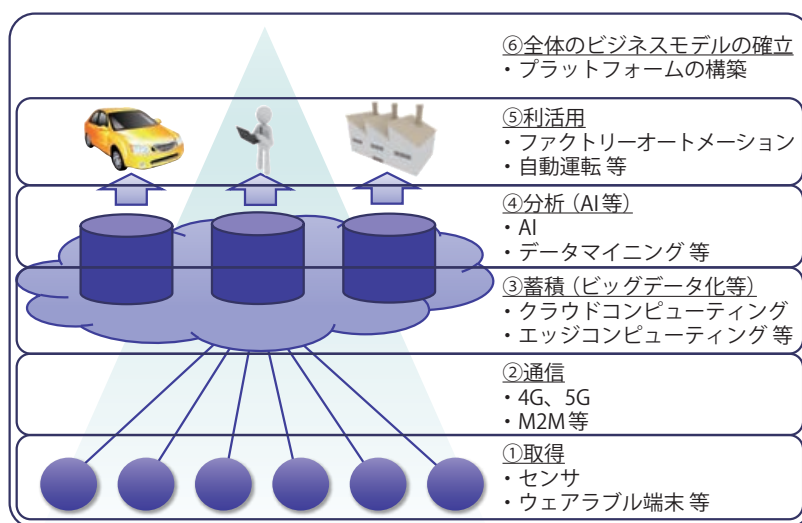 ⑥全体のビジネスモデルの確立
・プラットフォームの構築
⑤利活用
・ファクトリーオートメーション
・自動運転 等
④分析（AI等）
・AI
・データマイニング 等
③蓄積（ビッグデータ化等）
・クラウドコンピューティング
・エッジコンピューティング 等
②通信
・4G、5G
・M2M 等
①取得
・センサ
・ウェアラブル端末 等